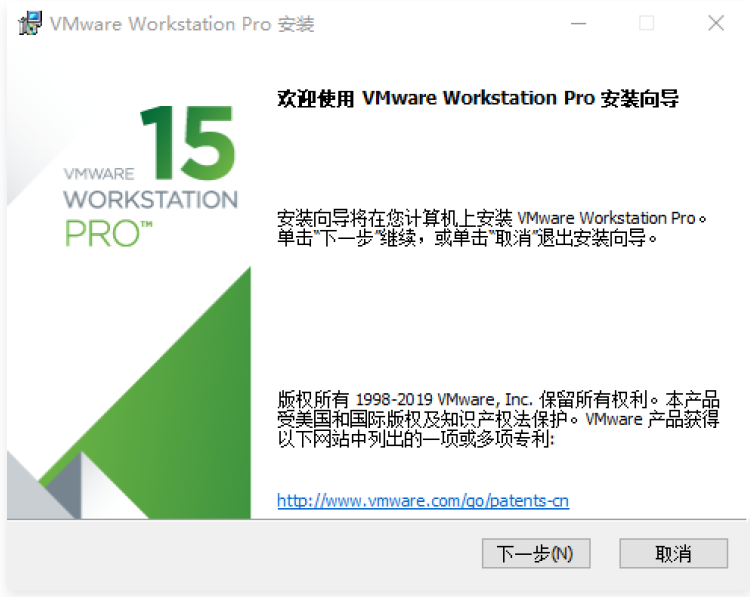 VMware Workstation Pro 安装
15
VMWARE
WORKSTATION
PRO™
欢迎使用 VMware Workstation Pro 安装向导
安装向导将在您计算机上安装 VMware Workstation Pro。
单击“下一步”继续，或单击“取消”退出安装向导。
版权所有 1998-2019 VMware, Inc. 保留所有权利。本产品
受美国和国际版权及知识产权法保护。VMware 产品获得
以下网站中列出的一项或多项专利:
http://www.vmware.com/go/patents-cn
下一步(N)
取消